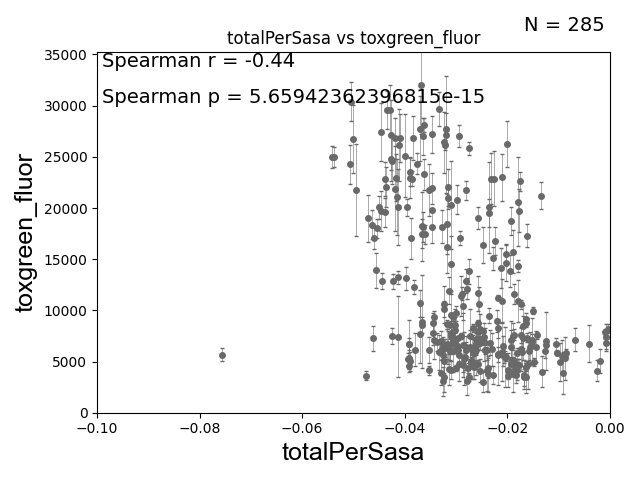 N = 285
totalPerSasa vs toxgreen_fluor
Spearman r = -0.44
Spearman p = 5.65942362396815e-15
toxgreen_fluor
35000
30000
25000
20000
15000
10000
5000
0
−0.10
−0.08
−0.06
−0.04
−0.02
0.00
totalPerSasa